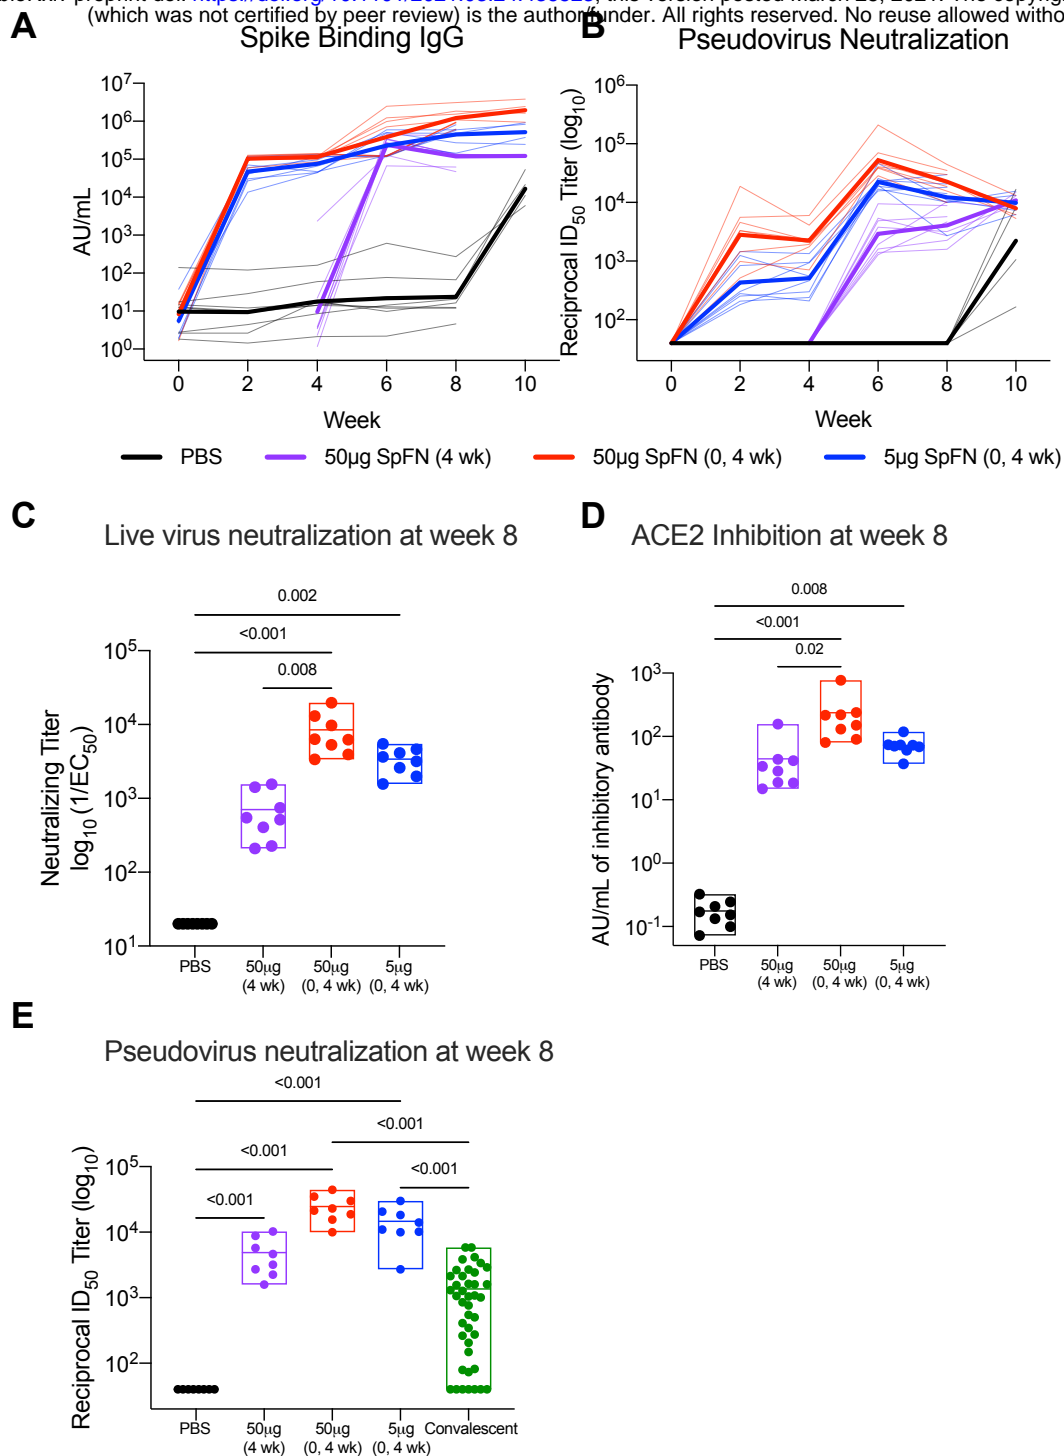 (which was not certified by peer review) is the author/funder. All rights reserved. No reuse allowed
A
Spike Binding IgG
10⁷
10⁶
10⁵
10⁴
10³
10²
10¹
10⁰
AU/mL
0 2 4 6 8 10
Week
B
Pseudovirus Neutralization
10⁶
10⁵
10⁴
10³
10²
Reciprocal ID₅₀ Titer (log₁₀)
0 2 4 6 8 10
Week
PBS 50µg SpFN (4 wk) 50µg SpFN (0, 4 wk) 5µg SpFN (0, 4 wk)
C
Live virus neutralization at week 8
0.002
<0.001
0.008
10⁵
10⁴
10³
10²
10¹
Neutralizing Titer
log₁₀ (1/EC₅₀)
PBS 50µg 50µg 5µg
(4 wk) (0, 4 wk) (0, 4 wk)
D
ACE2 Inhibition at week 8
0.008
<0.001
0.02
10³
10²
10¹
10⁰
10⁻¹
AU/mL of inhibitory antibody
PBS 50µg 50µg 5µg
(4 wk) (0, 4 wk) (0, 4 wk)
E
Pseudovirus neutralization at week 8
<0.001
<0.001
<0.001
<0.001
<0.001
10⁵
10⁴
10³
10²
Reciprocal ID₅₀ Titer (log₁₀)
PBS 50µg 50µg 5µg Convalescent
(4 wk) (0, 4 wk) (0, 4 wk)